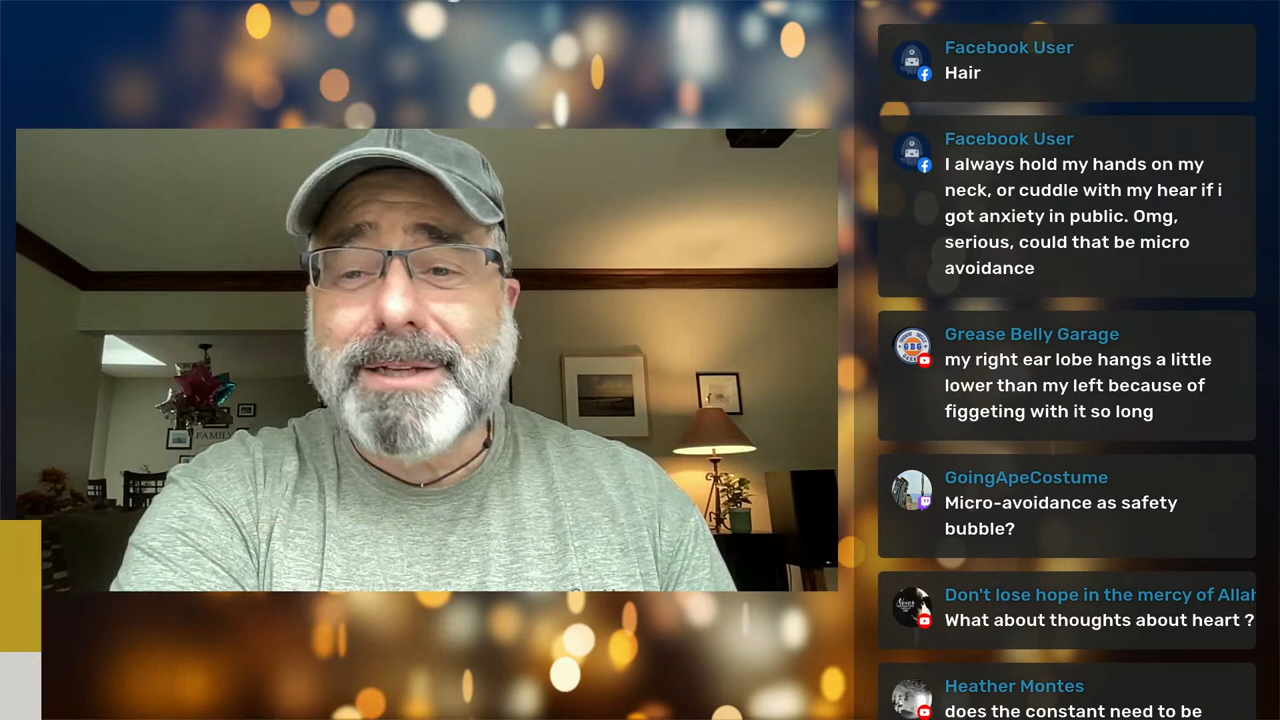 Facebook User
Hair
Facebook User
I always hold my hands on my
neck, or cuddle with my hear if i
got anxiety in public. Omg,
serious, could that be micro
avoidance
Grease Belly Garage
my right ear lobe hangs a little
lower than my left because of
figgeting with it so long
GoingApeCostume
Micro-avoidance as safety
bubble?
Don't lose hope in the mercy of Allah
What about thoughts about heart ?
Heather Montes
does the constant need to be
FAMILY
GBG